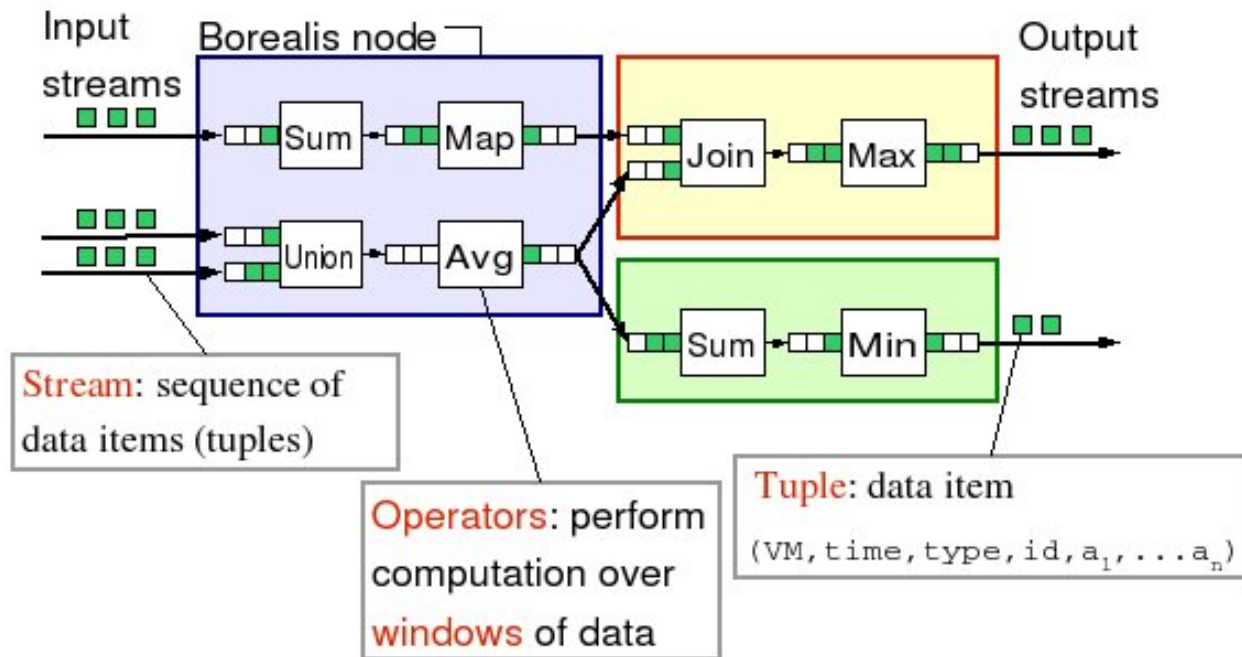 Input
streams
Borealis node
Output
streams
Sum
Map
Join
Max
Union
Avg
Sum
Min
Stream: sequence of
data items (tuples)
Operators: perform
computation over
windows of data
Tuple: data item
(VM,time,type,id,a₁,...aₙ)